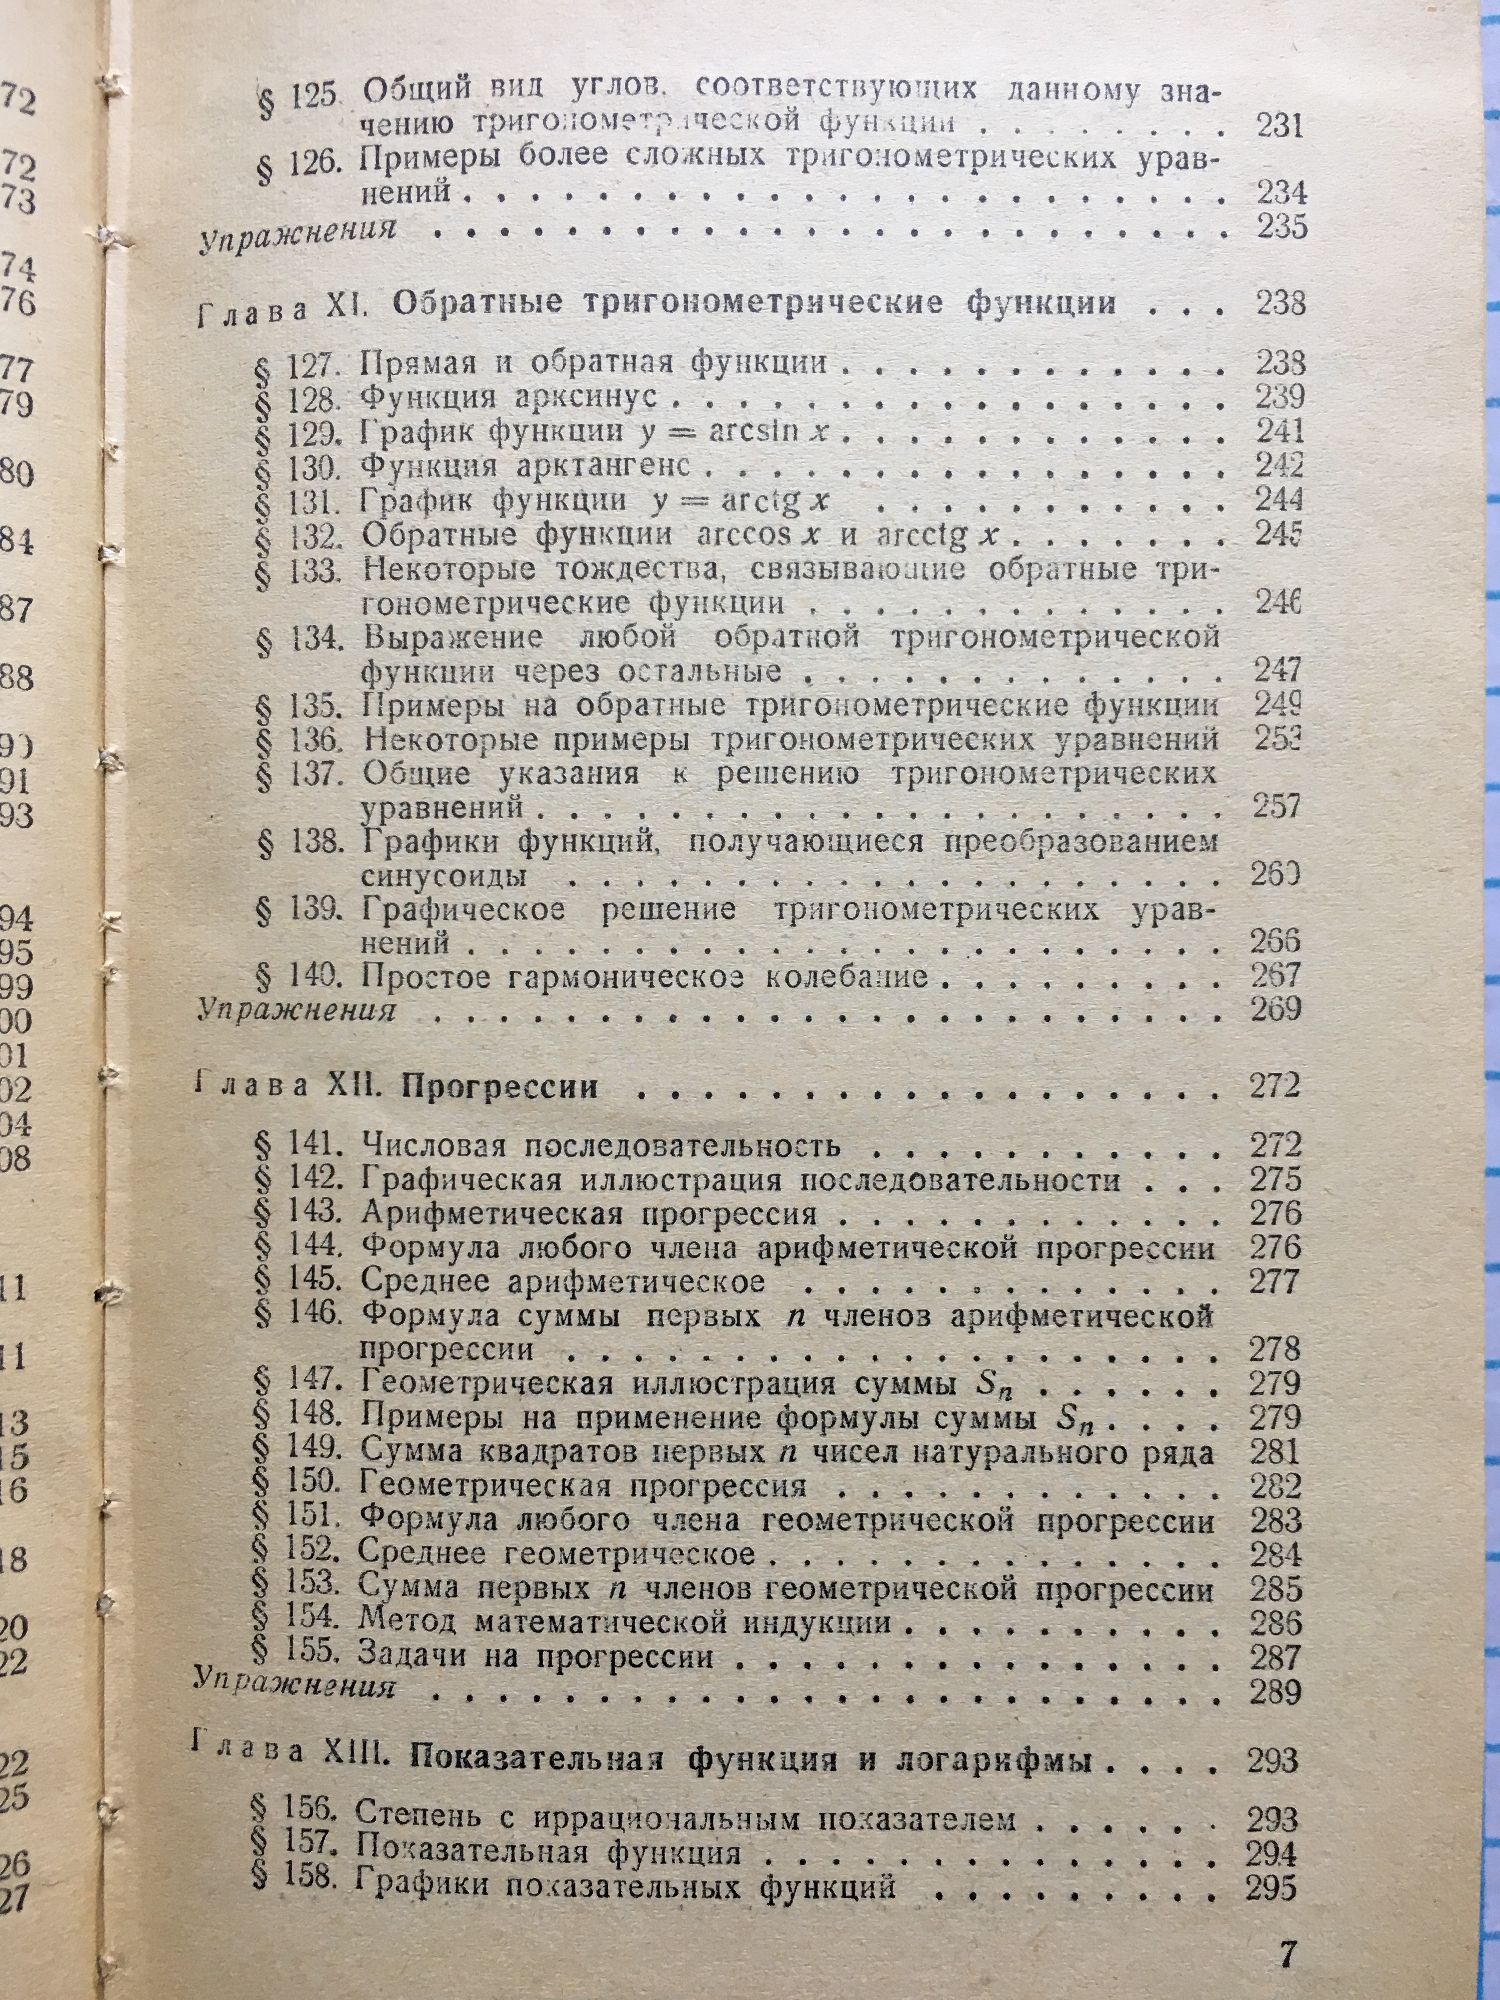 § 125. Общий вид углов, соответствующих данному зна-
чению тригонометрической функции . . . . . . . . 231
§ 126. Примеры более сложных тригонометрических урав-
нений . . . . . . . . . . . . . . . . . . . . . . . 234
Упражнения . . . . . . . . . . . . . . . . . . . . . . . . 235
Глава XI. Обратные тригонометрические функции . . . 238
§ 127. Прямая и обратная функции . . . . . . . . . . . . 238
§ 128. Функция арксинус . . . . . . . . . . . . . . . . . 239
§ 129. График функции y = arcsin x . . . . . . . . . . . . 241
§ 130. Функция арктангенс . . . . . . . . . . . . . . . . 242
§ 131. График функции y = arctg x . . . . . . . . . . . 244
§ 132. Обратные функции arccos x и arcctg x . . . . . . . 245
§ 133. Некоторые тождества, связывающие обратные три-
гонометрические функции . . . . . . . . . . . . . 246
§ 134. Выражение любой обратной тригонометрической
функции через остальные . . . . . . . . . . . . . 247
§ 135. Примеры на обратные тригонометрические функции 249
§ 136. Некоторые примеры тригонометрических уравнений 253
§ 137. Общие указания к решению тригонометрических
уравнений . . . . . . . . . . . . . . . . . . . . . 257
§ 138. Графики функций, получающиеся преобразованием
синусоиды . . . . . . . . . . . . . . . . . . . . 260
§ 139. Графическое решение тригонометрических урав-
нений . . . . . . . . . . . . . . . . . . . . . . . 266
§ 140. Простое гармоническое колебание . . . . . . . . . 267
Упражнения . . . . . . . . . . . . . . . . . . . . . . . . 269
Глава XII. Прогрессии . . . . . . . . . . . . . . . . . . 272
§ 141. Числовая последовательность . . . . . . . . . . . 272
§ 142. Графическая иллюстрация последовательности . . . 275
§ 143. Арифметическая прогрессия . . . . . . . . . . . . 276
§ 144. Формула любого члена арифметической прогрессии 276
§ 145. Среднее арифметическое . . . . . . . . . . . . . 277
§ 146. Формула суммы первых n членов арифметической
прогрессии . . . . . . . . . . . . . . . . . . . . 278
§ 147. Геометрическая иллюстрация суммы Sn . . . . . . 279
§ 148. Примеры на применение формулы суммы Sn . . . . 279
§ 149. Сумма квадратов первых n чисел натурального ряда 281
§ 150. Геометрическая прогрессия . . . . . . . . . . . . 282
§ 151. Формула любого члена геометрической прогрессии 283
§ 152. Среднее геометрическое . . . . . . . . . . . . . . 284
§ 153. Сумма первых n членов геометрической прогрессии 285
§ 154. Метод математической индукции . . . . . . . . . . 286
§ 155. Задачи на прогрессии . . . . . . . . . . . . . . . 287
Упражнения . . . . . . . . . . . . . . . . . . . . . . . . 289
Глава XIII. Показательная функция и логарифмы . . . . 293
§ 156. Степень с иррациональным показателем . . . . . . 293
§ 157. Показательная функция . . . . . . . . . . . . . . 294
§ 158. Графики показательных функций . . . . . . . . . 295
7